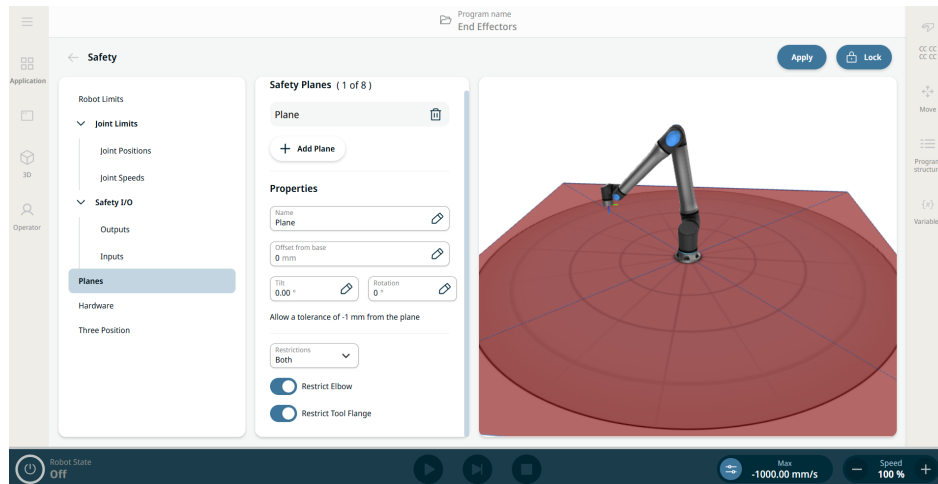 Program name
End Effectors
Safety
Apply
Lock
Application
3D
Operator
Robot Limits
Joint Limits
Joint Positions
Joint Speeds
Safety I/O
Outputs
Inputs
Planes
Hardware
Three Position
Safety Planes ( 1 of 8 )
Plane
+ Add Plane
Properties
Name
Plane
Offset from base
0 mm
Tilt
0.00 °
Rotation
0 °
Allow a tolerance of -1 mm from the plane
Restrictions
Both
Restrict Elbow
Restrict Tool Flange
CC CC
CC CC
Move
Program
structur
{x}
Variable
Robot State
Off
Max
-1000.00 mm/s
Speed
100 %